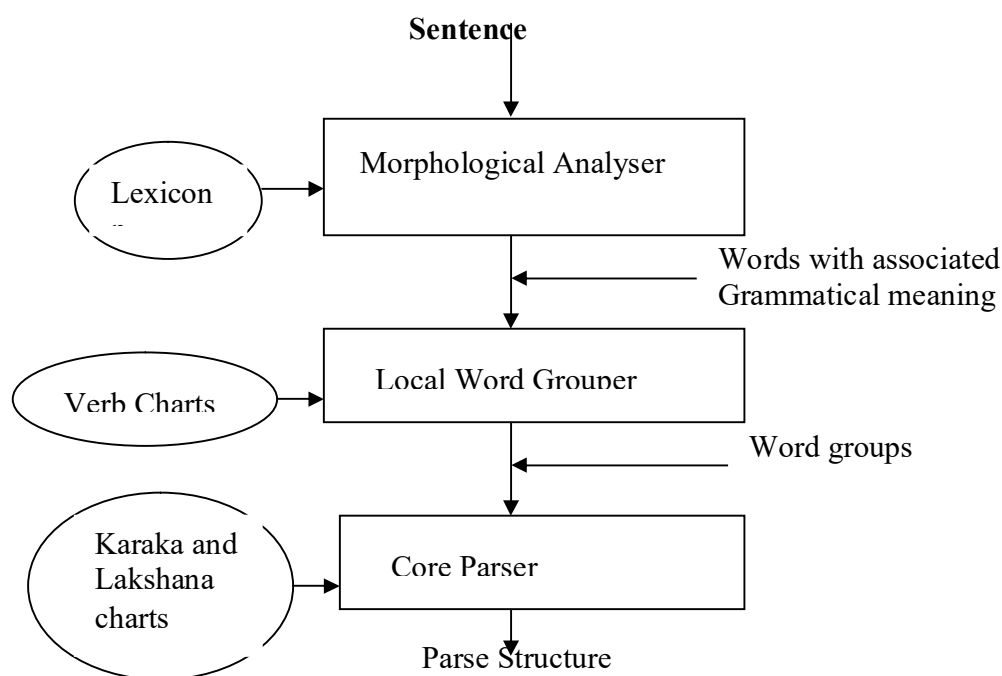 Sentence
Morphological Analyser
Lexicon
Words with associated
Grammatical meaning
Local Word Grouper
Verb Charts
Word groups
Karaka and
Lakshana
charts
Core Parser
Parse Structure